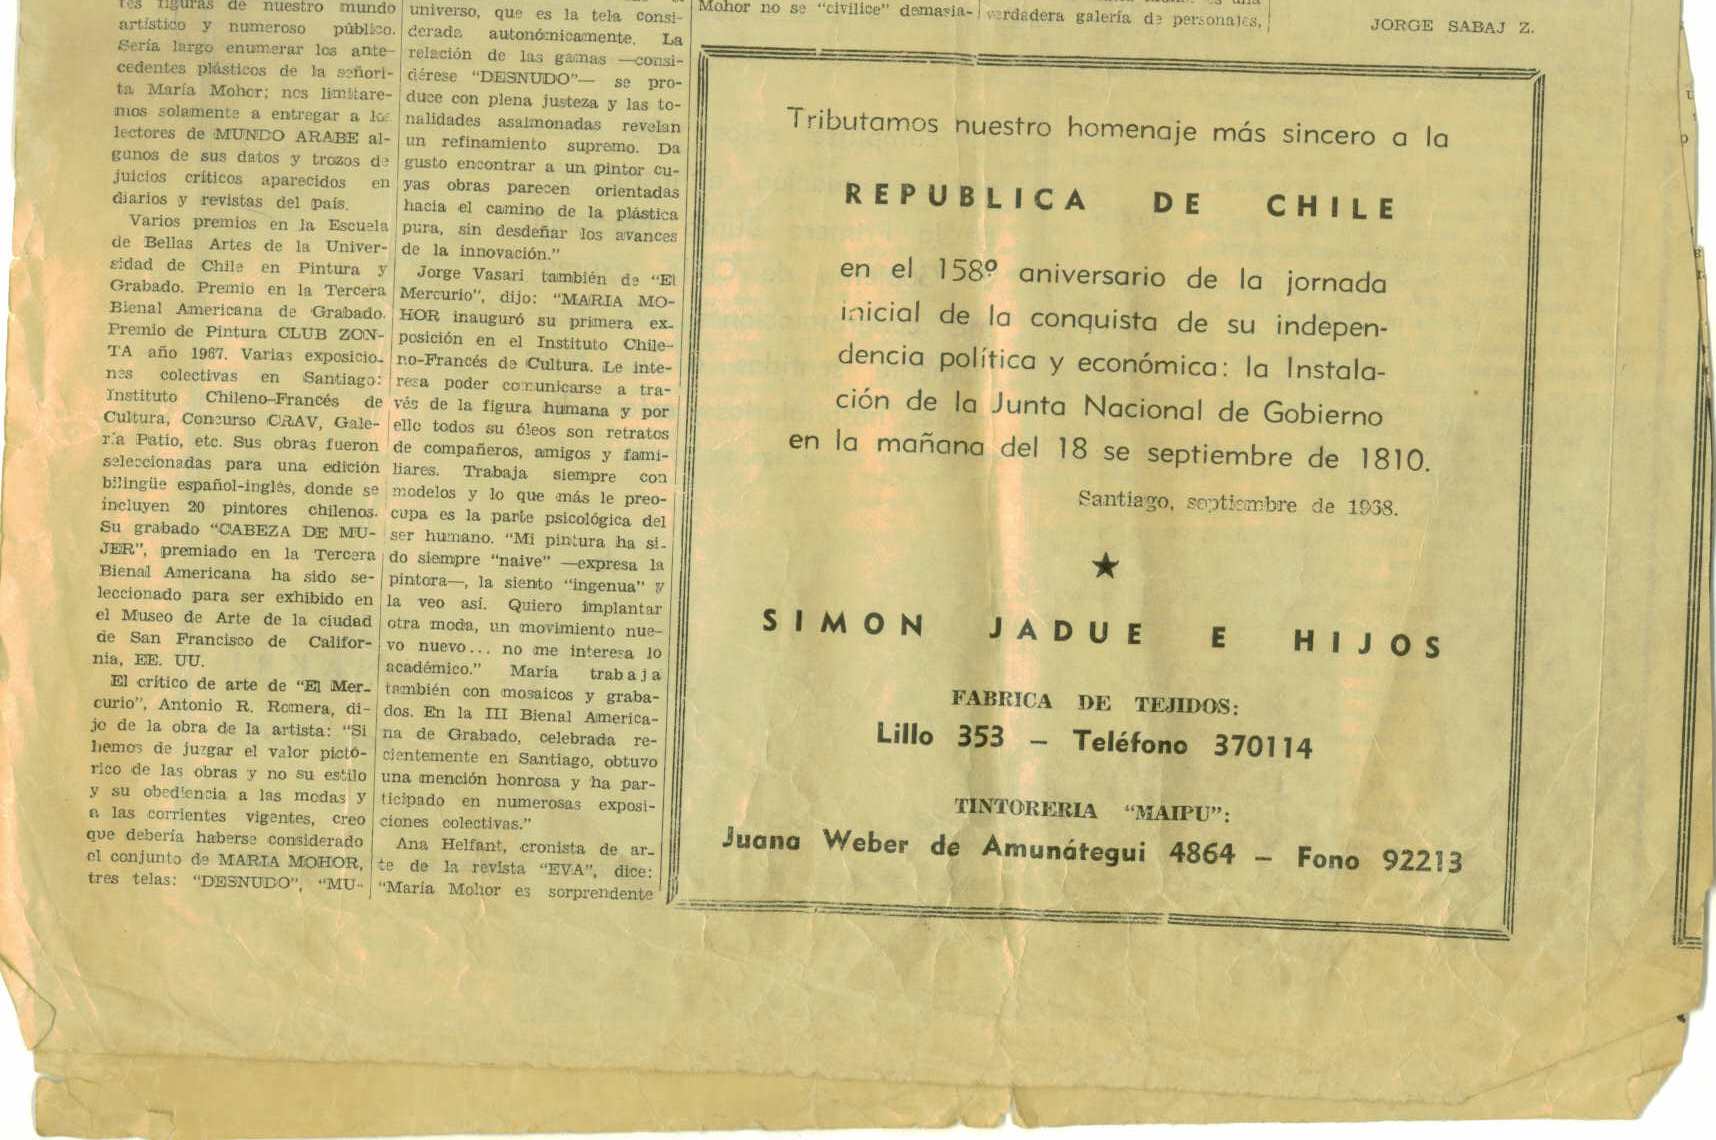 tes figuras de nuestro mundo
artístico y numeroso público.
Sería largo enumerar los ante-
cedentes plásticos de la señori-
ta María Mohor; nos limitare-
mos solamente a entregar a los
lectores de MUNDO ARABE al-
gunos de sus datos y trozos de
juicios críticos aparecidos en
diarios y revistas del país.
Varios premios en la Escuela
de Bellas Artes de la Univer-
sidad de Chile en Pintura y
Grabado. Premio en la Tercera
Bienal Americana de Grabado.
Premio de Pintura CLUB ZON-
TA año 1967. Varias exposicio-
nes colectivas en Santiago:
Instituto Chileno-Francés de
Cultura, Concurso CRAV, Gale-
ría Patio, etc. Sus obras fueron
seleccionadas para una edición
bilingüe español-inglés, donde se
incluyen 20 pintores chilenos.
Su grabado "CABEZA DE MU-
JER", premiado en la Tercera
Bienal Americana ha sido se-
leccionado para ser exhibido en
el Museo de Arte de la ciudad
de San Francisco de Califor-
nia, EE. UU.
El crítico de arte de "El Mer-
curio", Antonio R. Romera, di-
jo de la obra de la artista: "Si
hemos de juzgar el valor pictó-
rico de las obras y no su estilo
y su obediencia a las modas y
a las corrientes vigentes, creo
que debería haberse considerado
el conjunto de MARIA MOHOR,
tres telas: "DESNUDO", "MU-
universo, que es la tela consi-
derada autonómicamente. La
relación de las gamas —consi-
dérese "DESNUDO"— se pro-
duce con plena justeza y las to-
nalidades asalmonadas revelan
un refinamiento supremo. Da
gusto encontrar a un pintor cu-
yas obras parecen orientadas
hacia el camino de la plástica
pura, sin desdeñar los avances
de la innovación."
Jorge Vasari también de "El
Mercurio", dijo: "MARIA MO-
HOR inauguró su primera ex-
posición en el Instituto Chile-
no-Francés de Cultura. Le inte-
resa poder comunicarse a tra-
vés de la figura humana y por
ello todos su óleos son retratos
de compañeros, amigos y fami-
liares. Trabaja siempre con
modelos y lo que más le preo-
cupa es la parte psicológica del
ser humano. "Mi pintura ha si-
do siempre "naive" —expresa la
pintora—, la siento "ingenua" y
la veo así. Quiero implantar
otra moda, un movimiento nue-
vo nuevo... no me interesa lo
académico." María trabaja
también con mosaicos y graba-
dos. En la III Bienal America-
na de Grabado, celebrada re-
cientemente en Santiago, obtuvo
una mención honrosa y ha par-
ticipado en numerosas exposi-
ciones colectivas."
Ana Helfant, cronista de ar-
te de la revista "EVA", dice:
"María Mohor es sorprendente
Mohor no se "civilice" demasia-
verdadera galería de personajes,
JORGE SABAJ Z.
Tributamos nuestro homenaje más sincero a la
REPUBLICA DE CHILE
en el 158º aniversario de la jornada
inicial de la conquista de su indepen-
dencia política y económica: la Instala-
ción de la Junta Nacional de Gobierno
en la mañana del 18 se septiembre de 1810.
Santiago, septiembre de 1968.
SIMON JADUE E HIJOS
FABRICA DE TEJIDOS:
Lillo 353 – Teléfono 370114
TINTORERIA "MAIPU":
Juana Weber de Amunátegui 4864 – Fono 92213